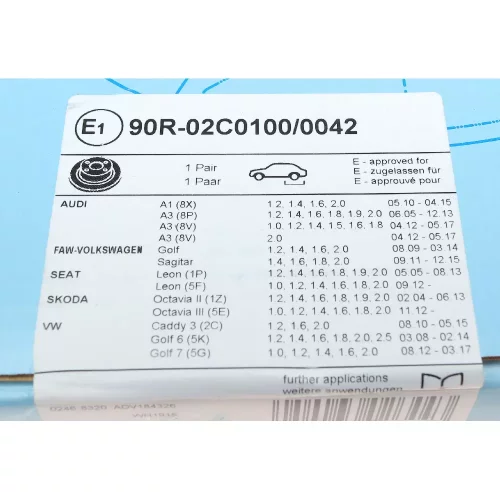 E1 90R-02C0100/0042
1 Pair E - approved for
1 Paar E - zugelassen für
E - approuvé pour
AUDI A1 (8X) 1.2, 1.4, 1.6, 2.0 05.10 - 04.15
A3 (8P) 1.2, 1.4, 1.6, 1.8, 1.9, 2.0 06.05 - 12.13
A3 (8V) 1.0, 1.2, 1.4, 1.5, 1.6, 1.8 04.12 - 05.17
A3 (8V) 2.0 04.12 - 05.17
FAW-VOLKSWAGEN Golf 1.2, 1.4, 1.6, 2.0 08.09 - 03.14
Sagitar 1.4, 1.6, 1.8, 2.0 09.11 - 12.15
SEAT Leon (1P) 1.2, 1.4, 1.6, 1.8, 1.9, 2.0 05.05 - 08.13
Leon (5F) 1.0, 1.2, 1.4, 1.6, 1.8, 2.0 09.12 -
SKODA Octavia II (1Z) 1.2, 1.4, 1.6, 1.8, 1.9, 2.0 02.04 - 06.13
Octavia III (5E) 1.0, 1.2, 1.4, 1.6, 1.8, 2.0 11.12 -
VW Caddy 3 (2C) 1.2, 1.6, 2.0 08.10 - 05.15
Golf 6 (5K) 1.2, 1.4, 1.6, 1.8, 2.0, 2.5 03.08 - 02.14
Golf 7 (5G) 1.0, 1.2, 1.4, 1.6, 1.8, 2.0 08.12 - 03.17
further applications
weitere anwendungen